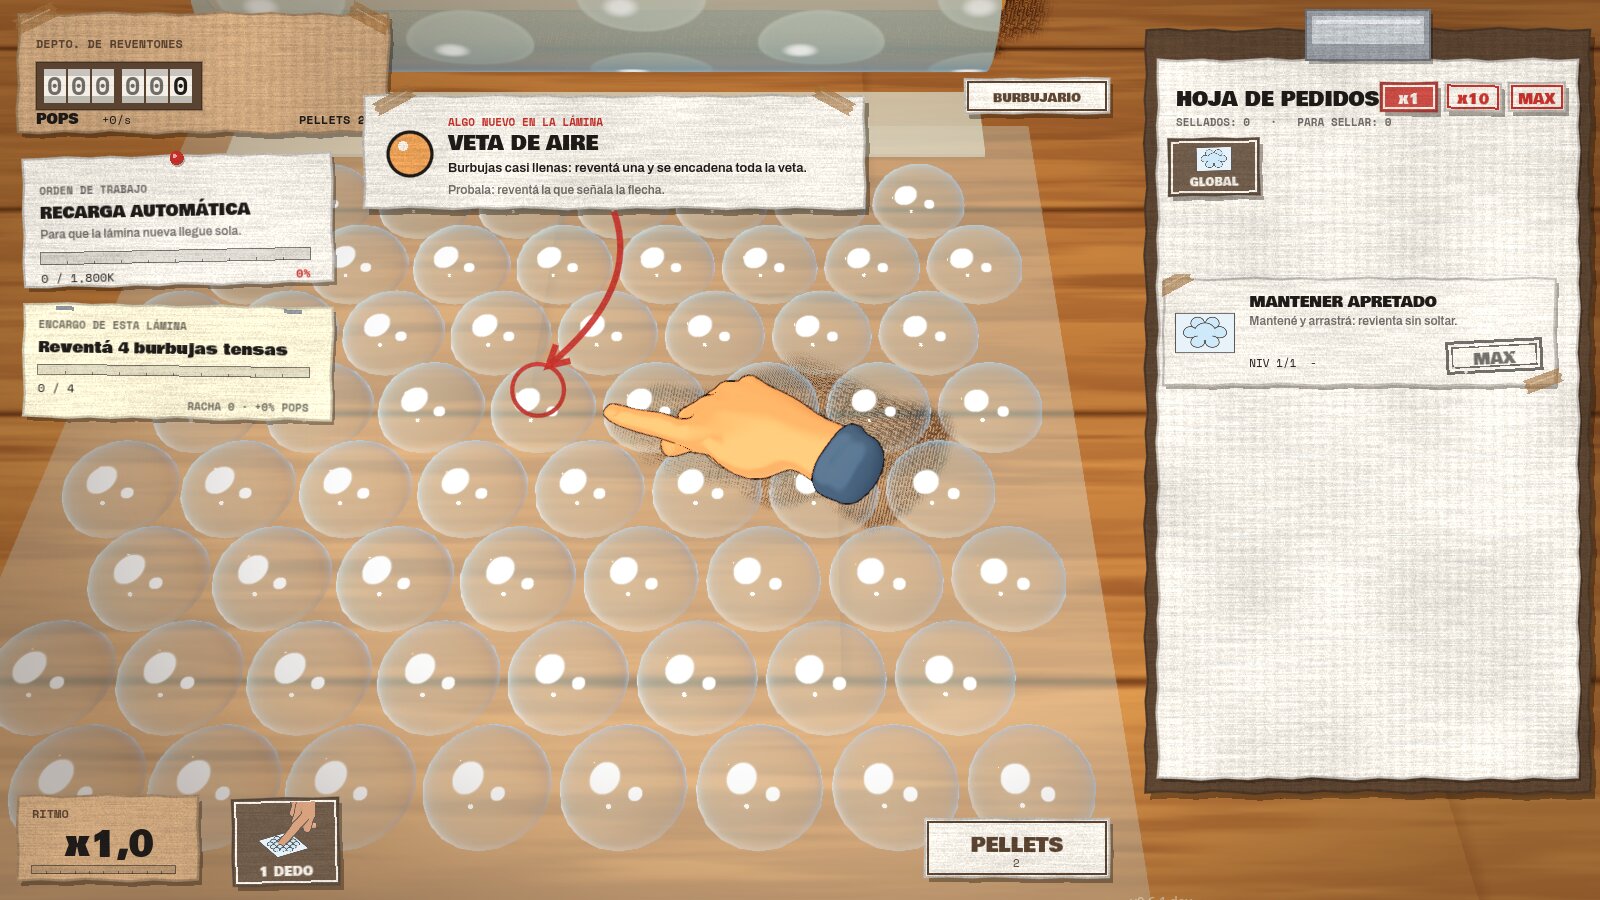 DEPTO. DE REVENTONES
000 000
POPS +0/s PELLETS 2
ORDEN DE TRABAJO
RECARGA AUTOMÁTICA
Para que la lámina nueva llegue sola.
0 / 1.800K 0%
ENCARGO DE ESTA LÁMINA
Reventá 4 burbujas tensas
0 / 4
RACHA 0 - +0% POPS
ALGO NUEVO EN LA LÁMINA
VETA DE AIRE
Burbujas casi llenas: reventá una y se encadena toda la veta.
Probala: reventá la que señala la flecha.
BURBUJARIO
HOJA DE PEDIDOS x1 x10 MAX
SELLADOS: 0 · PARA SELLAR: 0
GLOBAL
MANTENER APRETADO
Mantené y arrastrá: revienta sin soltar.
NIV 1/1 -
MAX
RITMO
x1,0
1 DEDO
PELLETS
2